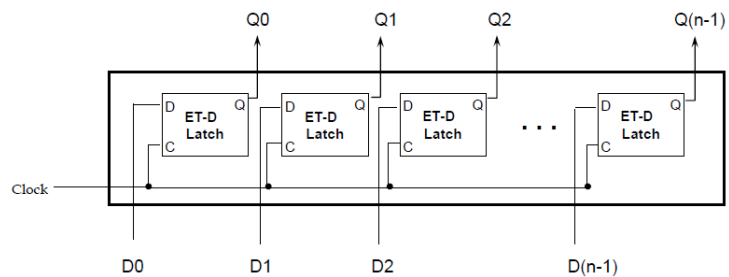 Q0 Q1 Q2 Q(n-1)
D Q D Q D Q D Q
ET-D ET-D ET-D ET-D
Latch Latch Latch . . . Latch
C C C C
Clock
D0 D1 D2 D(n-1)